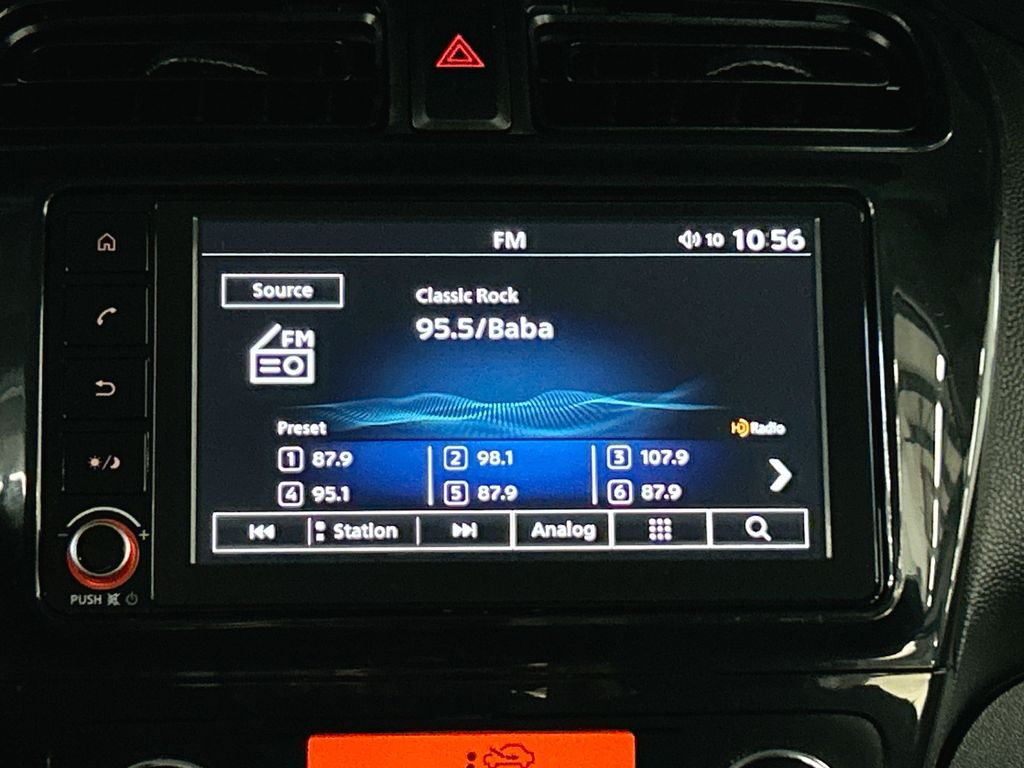 FM 10 10:56
Source
Classic Rock
95.5/Baba
FM
Preset
HD Radio
1 87.9 2 98.1 3 107.9
4 95.1 5 87.9 6 87.9
Station Analog
- +
PUSH